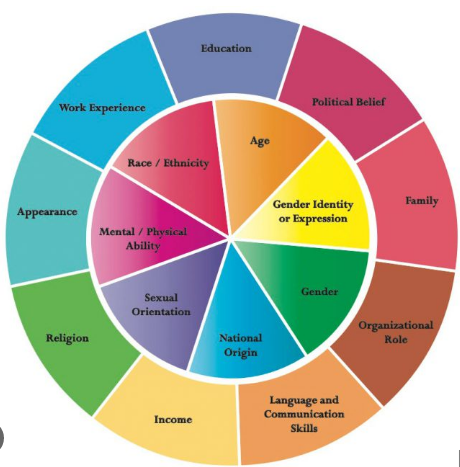 Education
Political Belief
Family
Organizational
Role
Language and
Communication
Skills
Income
Religion
Appearance
Work Experience
Age
Gender Identity
or Expression
Gender
National
Origin
Sexual
Orientation
Mental / Physical
Ability
Race / Ethnicity